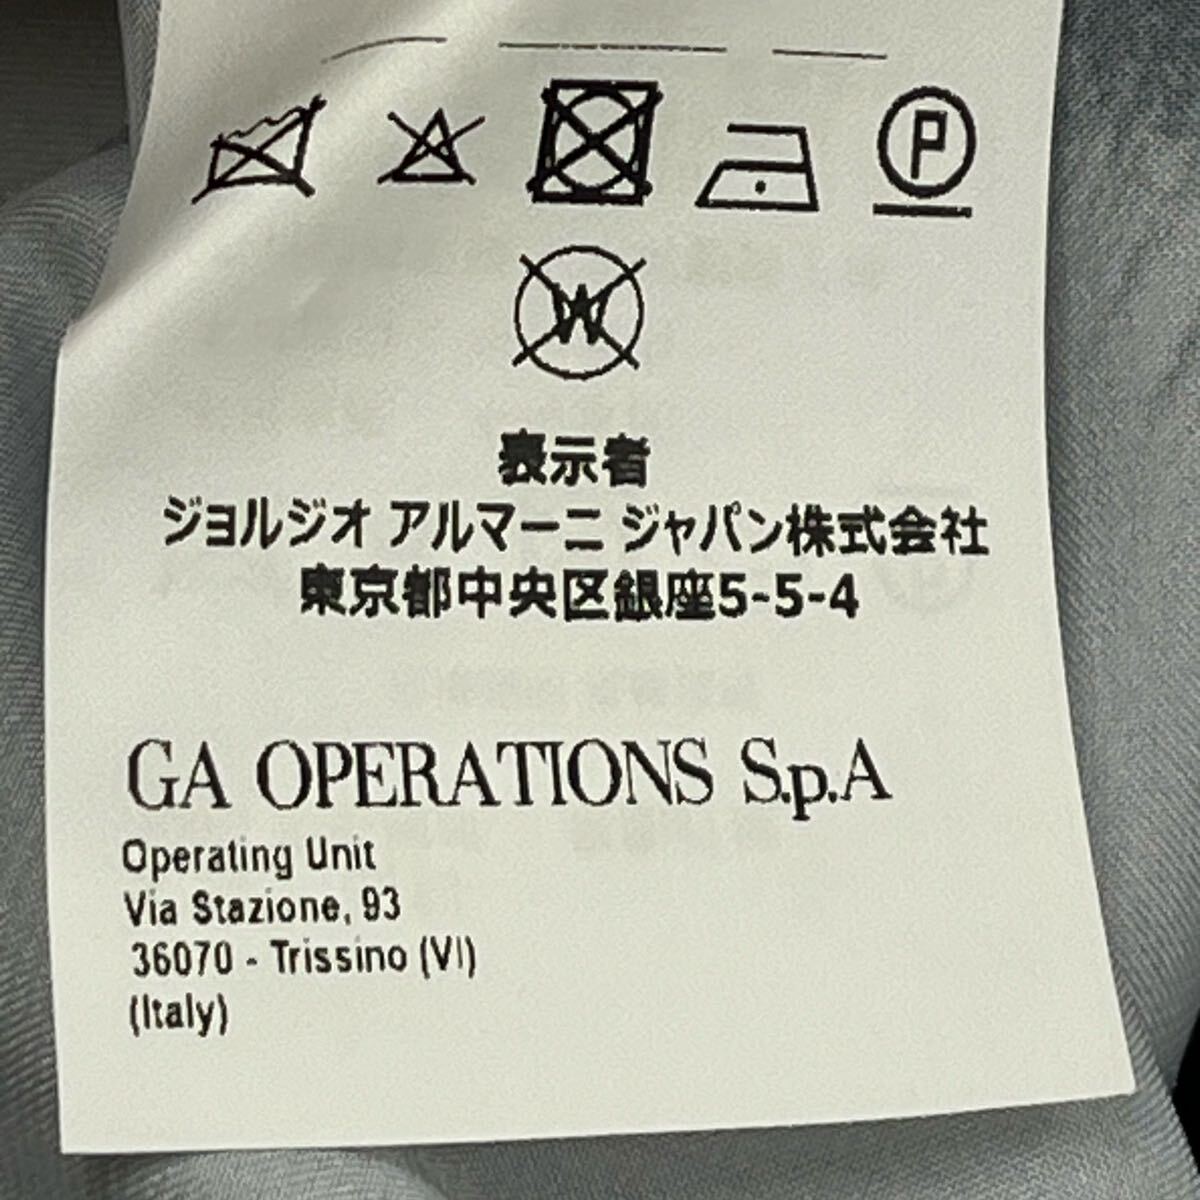 P
W
表示者
ジョルジオ アルマーニ ジャパン株式会社
東京都中央区銀座5-5-4
GA OPERATIONS S.p.A
Operating Unit
Via Stazione, 93
36070 - Trissino (VI)
(Italy)